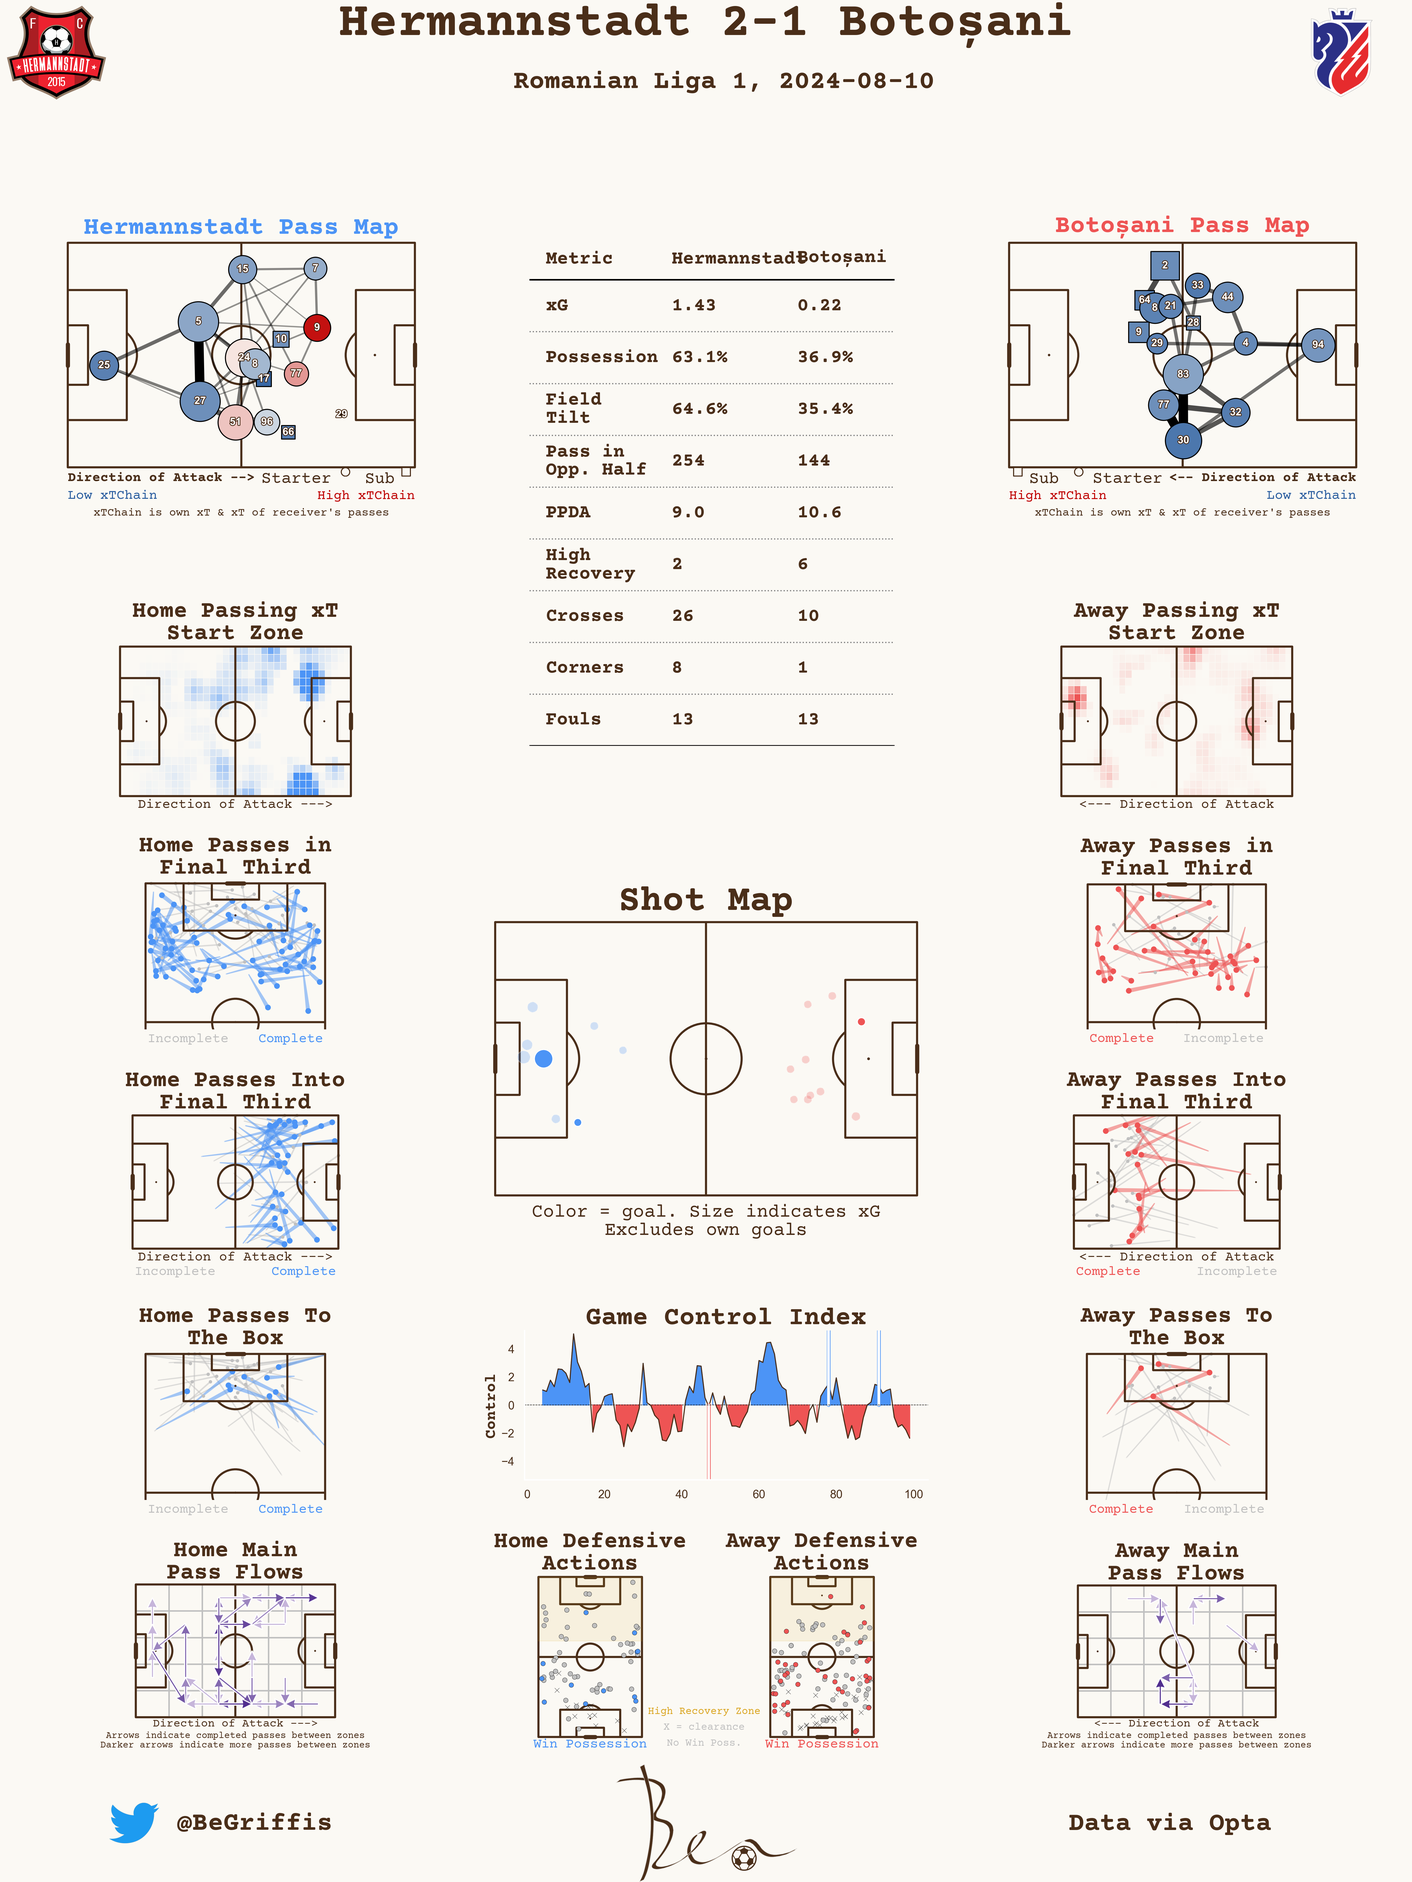 Hermannstadt 2-1 Botoșani
Romanian Liga 1, 2024-08-10
F C
HERMANNSTADT
2015
Hermannstadt Pass Map
15
7
5
9
10
24
8
25
17
77
27
51
96
29
66
Direction of Attack --> Starter Sub
Low xTChain High xTChain
xTChain is own xT & xT of receiver's passes
Metric Hermannstadt Botoșani
xG 1.43 0.22
Possession 63.1% 36.9%
Field
Tilt 64.6% 35.4%
Pass in
Opp. Half 254 144
PPDA 9.0 10.6
High
Recovery 2 6
Crosses 26 10
Corners 8 1
Fouls 13 13
Botoșani Pass Map
2
33
64
44
8
21
28
9
29
4
94
83
77
32
30
Sub Starter <-- Direction of Attack
High xTChain Low xTChain
xTChain is own xT & xT of receiver's passes
Home Passing xT
Start Zone
Direction of Attack --->
Away Passing xT
Start Zone
<--- Direction of Attack
Home Passes in
Final Third
Incomplete Complete
Away Passes in
Final Third
Complete Incomplete
Shot Map
Color = goal. Size indicates xG
Excludes own goals
Home Passes Into
Final Third
Direction of Attack --->
Incomplete Complete
Away Passes Into
Final Third
<--- Direction of Attack
Complete Incomplete
Home Passes To
The Box
Incomplete Complete
Game Control Index
Control
4
2
0
−2
−4
0 20 40 60 80 100
Away Passes To
The Box
Complete Incomplete
Home Main
Pass Flows
Direction of Attack --->
Arrows indicate completed passes between zones
Darker arrows indicate more passes between zones
Home Defensive
Actions
Win Possession
Away Defensive
Actions
Win Possession
High Recovery Zone
X = clearance
No Win Poss.
Away Main
Pass Flows
<--- Direction of Attack
Arrows indicate completed passes between zones
Darker arrows indicate more passes between zones
@BeGriffis
Ben
Data via Opta